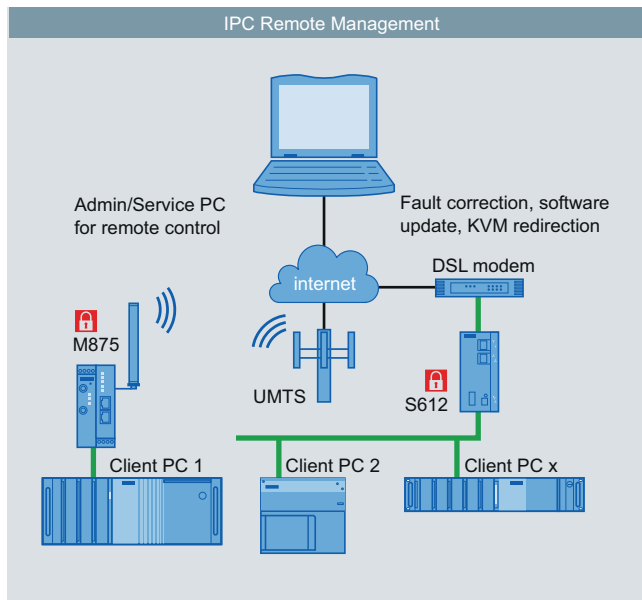 IPC Remote Management
Admin/Service PC
for remote control
Fault correction, software
update, KVM redirection
DSL modem
internet
M875
UMTS
S612
Client PC 1
Client PC 2
Client PC x